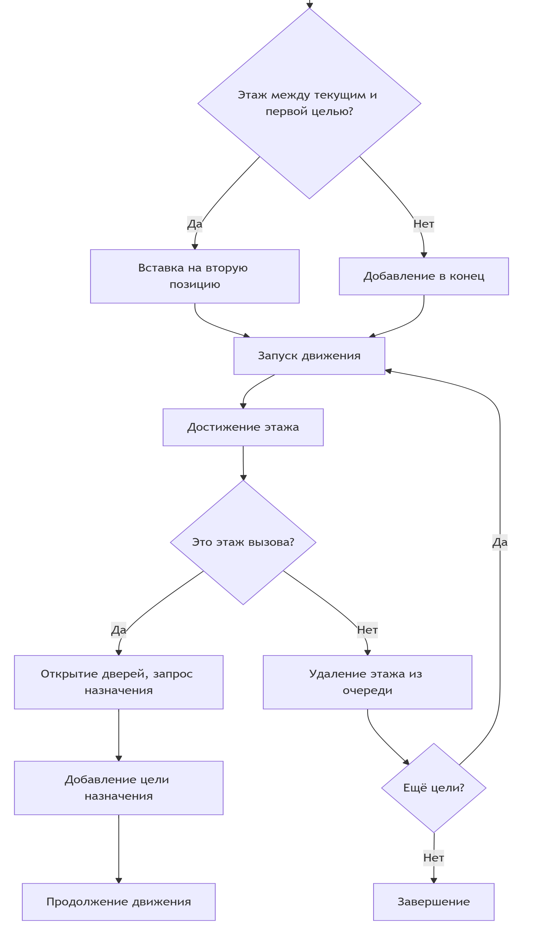 Этаж между текущим и
первой целью?
Да
Нет
Вставка на вторую
позицию
Добавление в конец
Запуск движения
Достижение этажа
Это этаж вызова?
Да
Да
Нет
Открытие дверей, запрос
назначения
Удаление этажа из
очереди
Добавление цели
назначения
Ещё цели?
Нет
Продолжение движения
Завершение